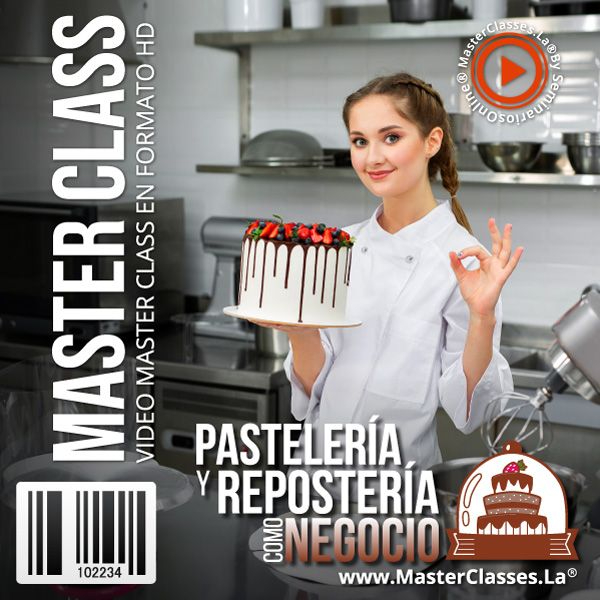 MASTER CLASS
VIDEO MASTER CLASS EN FORMATO HD
MasterClasses.La® By SeminariosOnline®
PASTELERÍA
Y REPOSTERÍA
COMO NEGOCIO
102234
www.MasterClasses.La®